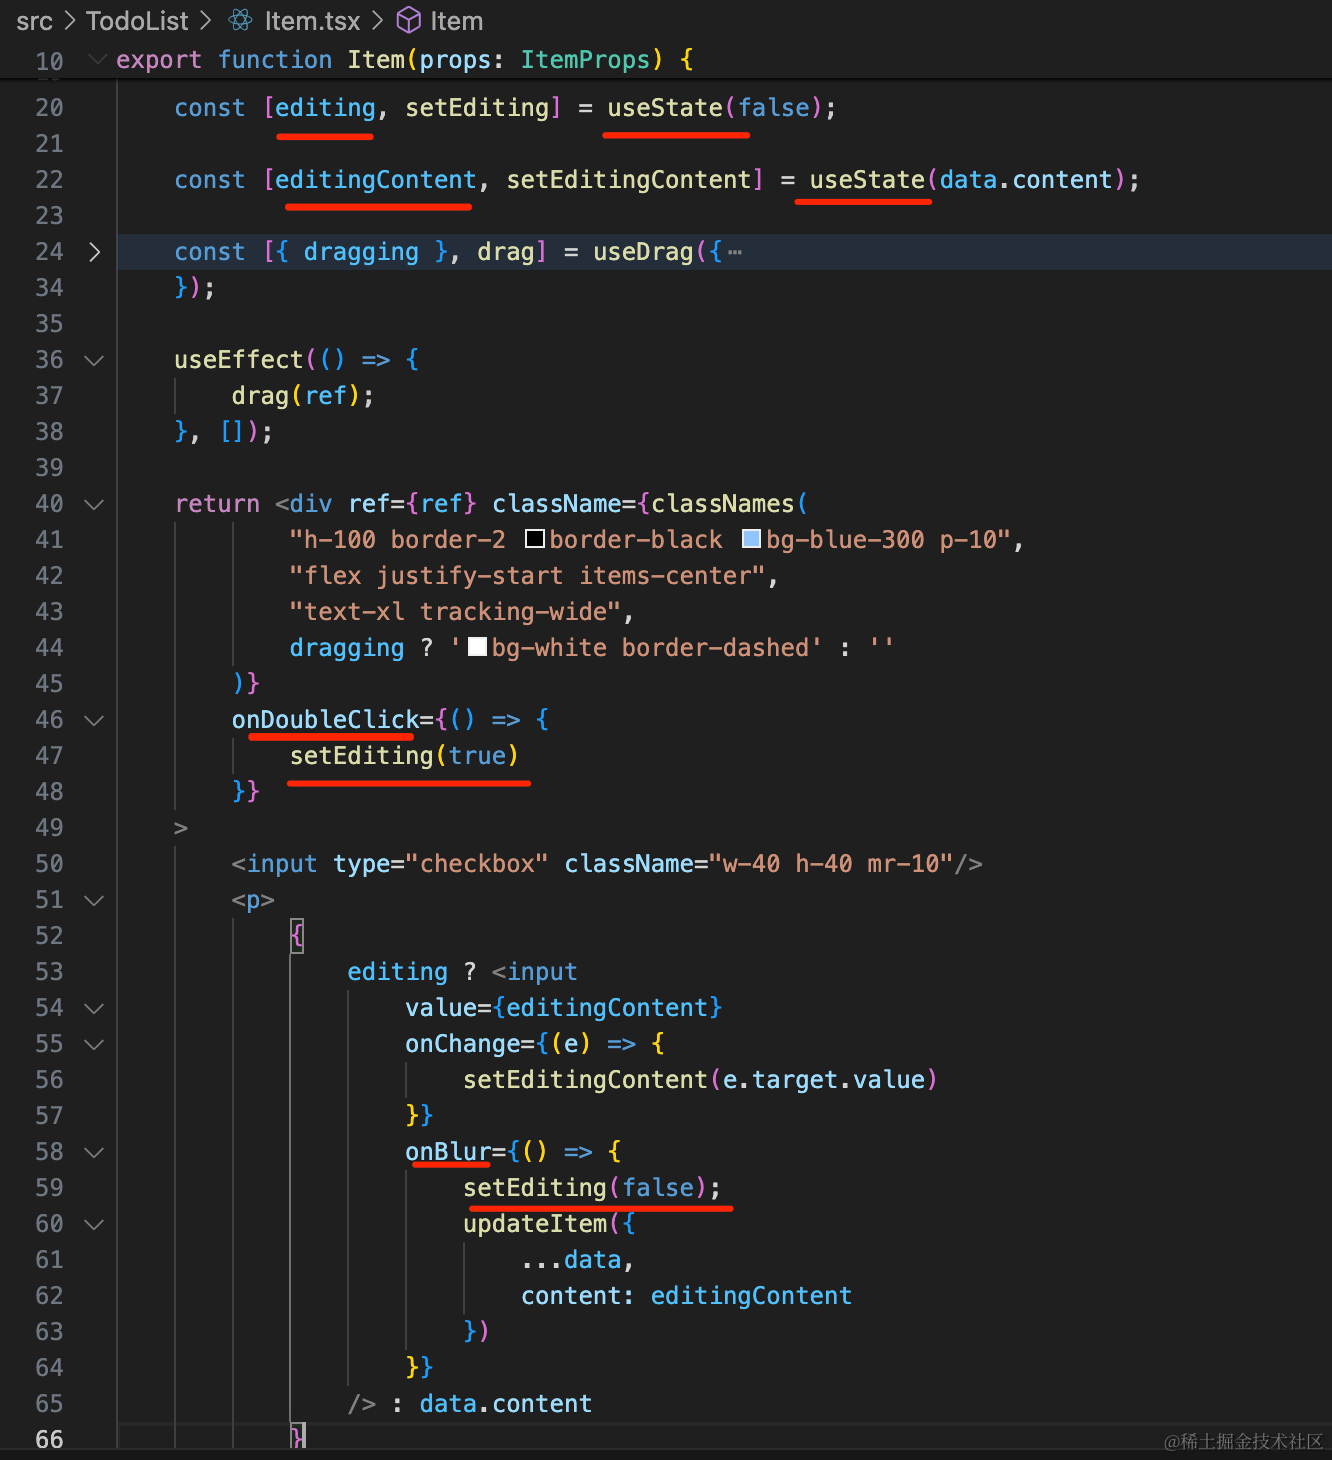 src > TodoList > Item.tsx > Item
10 export function Item(props: ItemProps) {
20 const [editing, setEditing] = useState(false);
21
22 const [editingContent, setEditingContent] = useState(data.content);
23
24 const [{ dragging }, drag] = useDrag({⋯
34 });
35
36 useEffect(() => {
37 drag(ref);
38 }, []);
39
40 return <div ref={ref} className={classNames(
41 "h-100 border-2 border-black bg-blue-300 p-10",
42 "flex justify-start items-center",
43 "text-xl tracking-wide",
44 dragging ? 'bg-white border-dashed' : ''
45 )}
46 onDoubleClick={() => {
47 setEditing(true)
48 }}
49 >
50 <input type="checkbox" className="w-40 h-40 mr-10"/>
51 <p>
52 {
53 editing ? <input
54 value={editingContent}
55 onChange={(e) => {
56 setEditingContent(e.target.value)
57 }}
58 onBlur={() => {
59 setEditing(false);
60 updateItem({
61 ...data,
62 content: editingContent
63 })
64 }}
65 /> : data.content
66 }
@稀土掘金技术社区